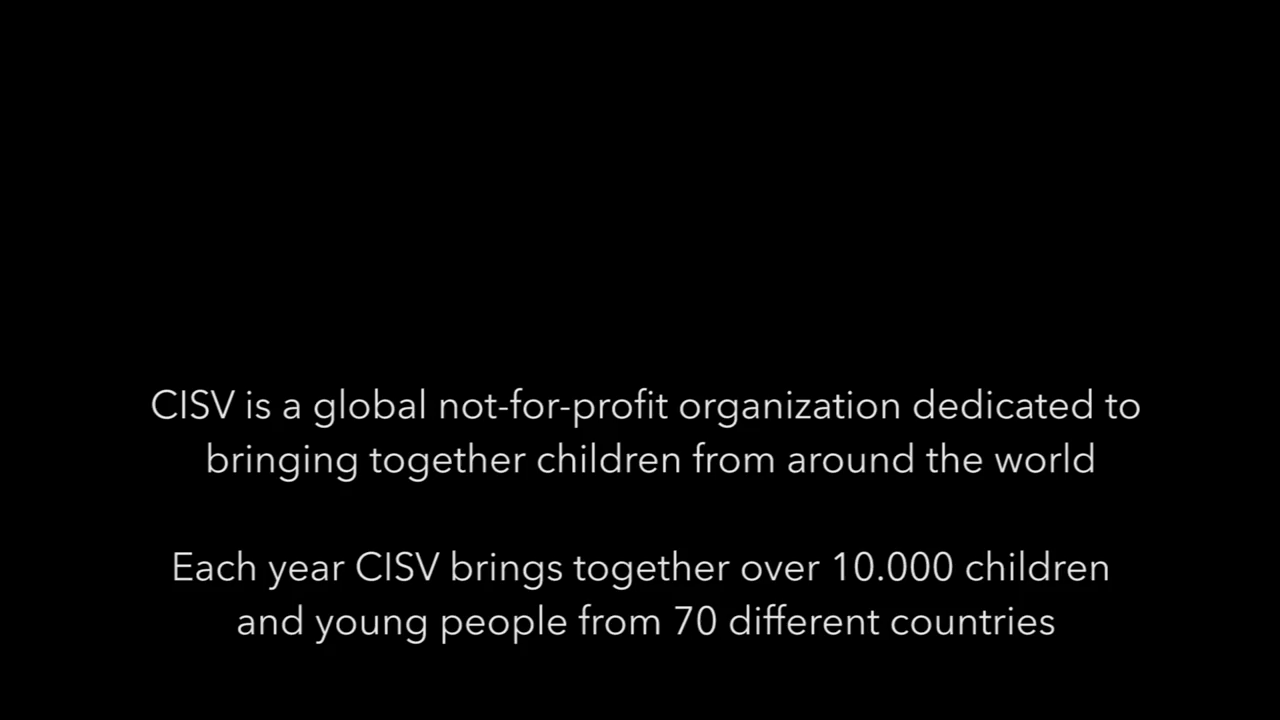 CISV is a global not-for-profit organization dedicated to
bringing together children from around the world
Each year CISV brings together over 10.000 children
and young people from 70 different countries